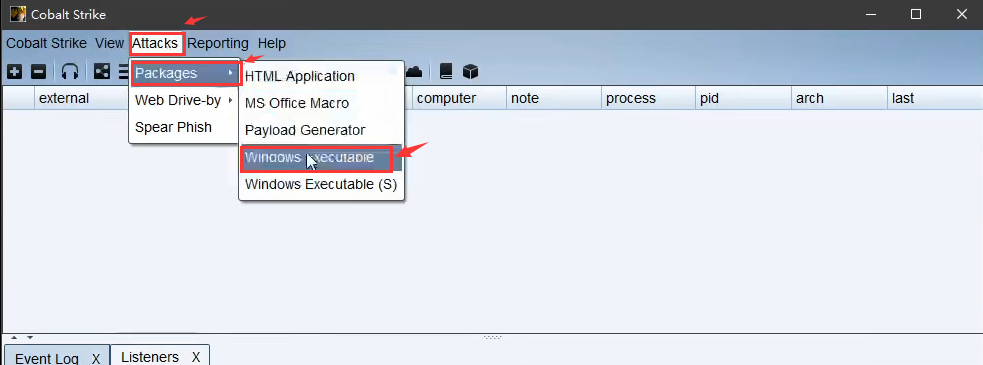 Cobalt Strike
Cobalt Strike View Attacks Reporting Help
Packages
Web Drive-by
Spear Phish
HTML Application
MS Office Macro
Payload Generator
Windows Executable
Windows Executable (S)
external computer note process pid arch last
Event Log X Listeners X